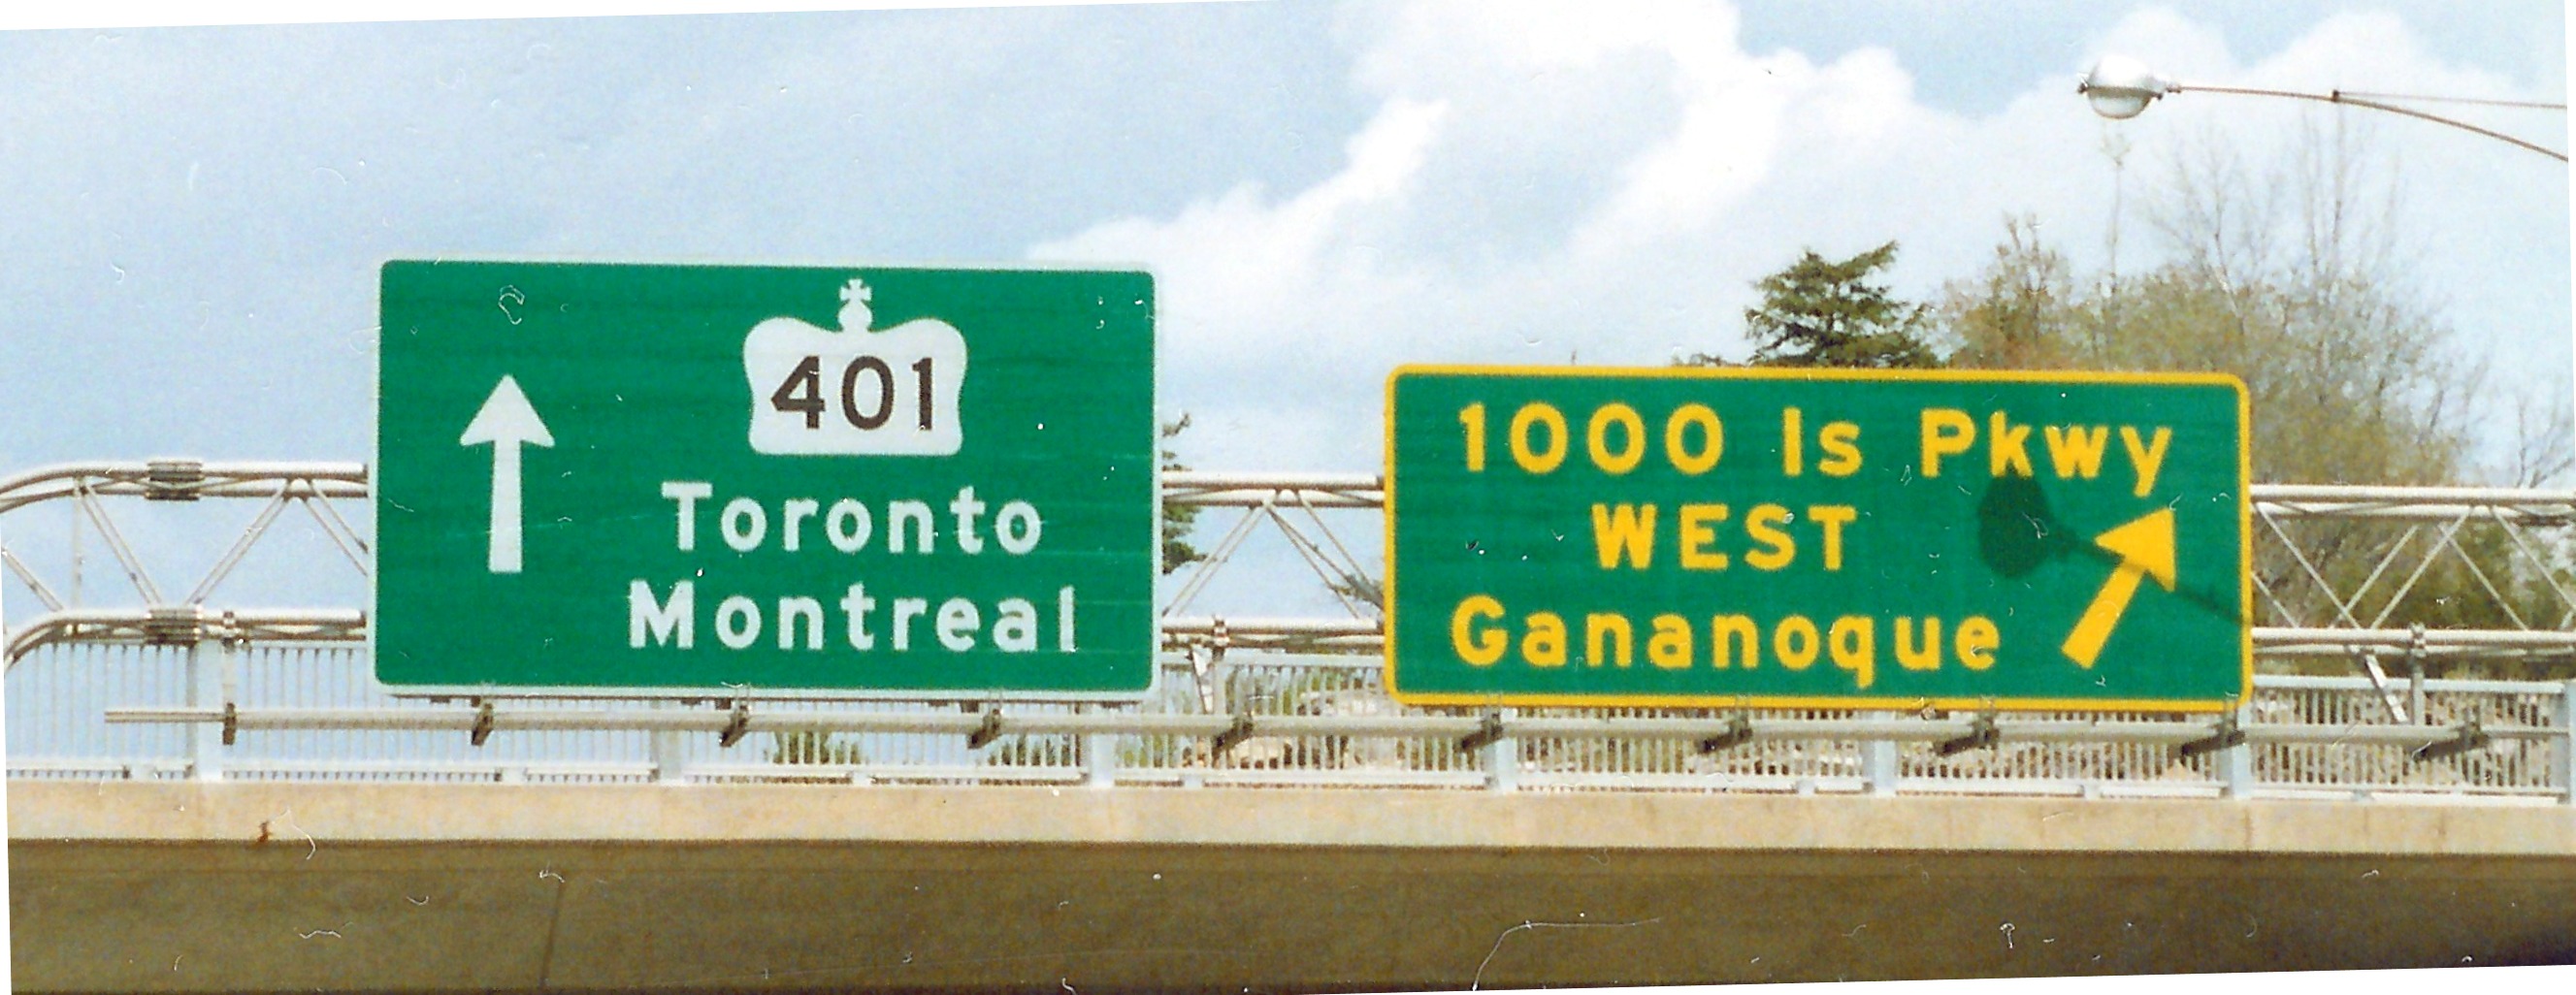 401
Toronto
Montreal
1000 Is Pkwy
WEST
Gananoque